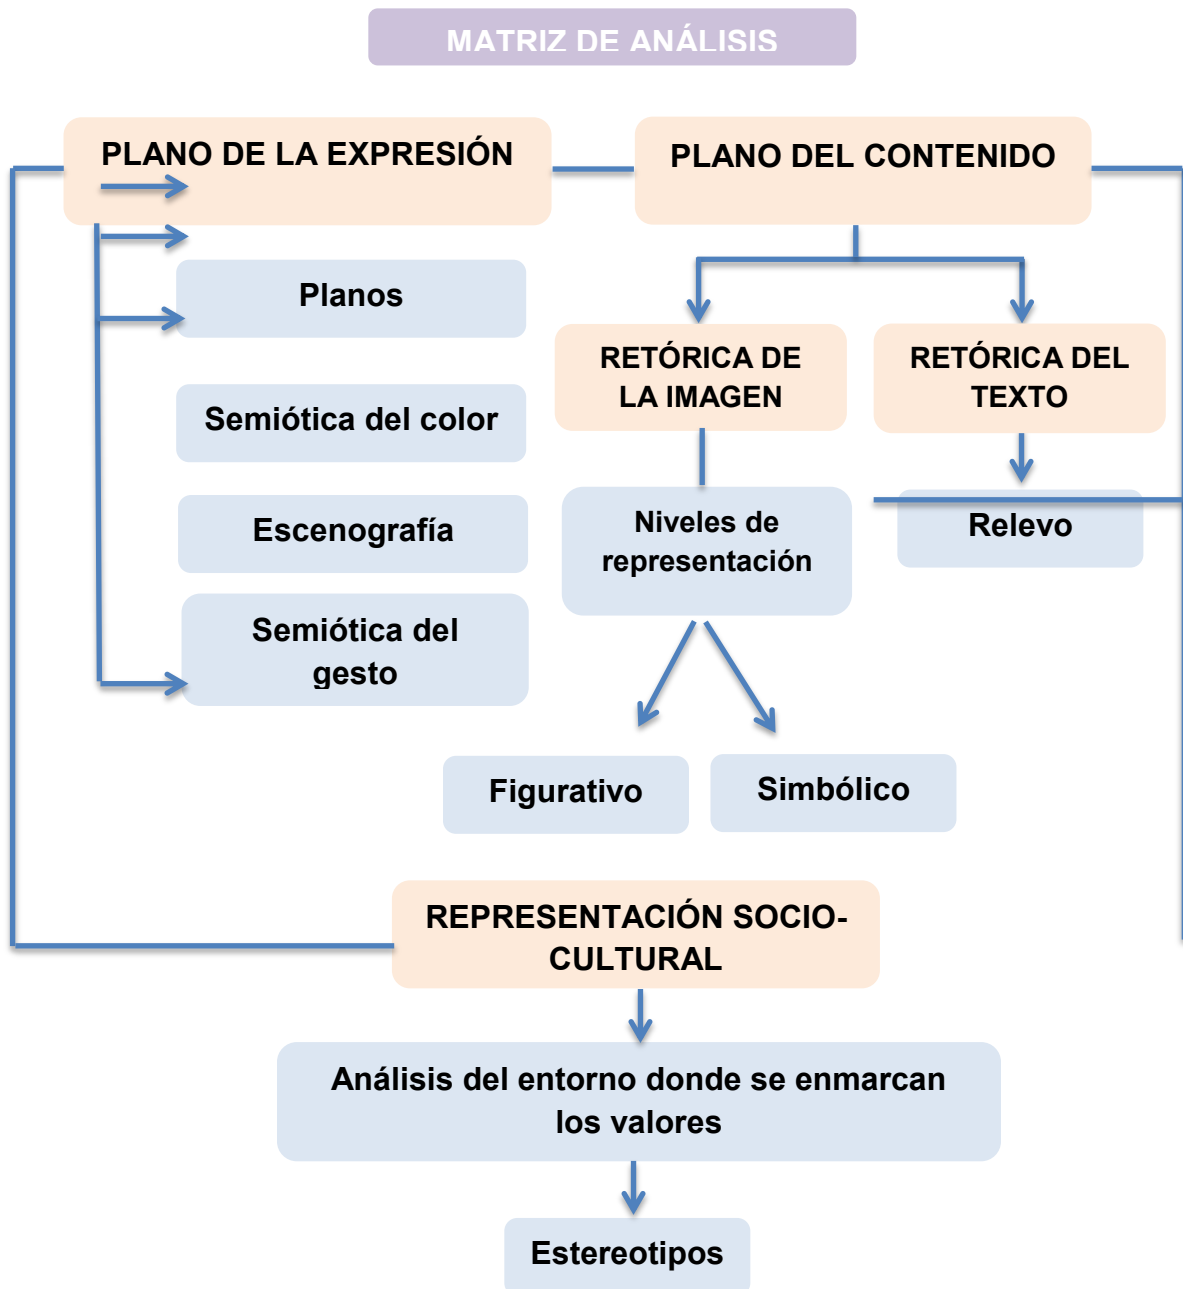 MATRIZ DE ANÁLISIS
PLANO DE LA EXPRESIÓN
PLANO DEL CONTENIDO
Planos
Semiótica del color
Escenografía
Semiótica del
gesto
RETÓRICA DE
LA IMAGEN
RETÓRICA DEL
TEXTO
Niveles de
representación
Relevo
Figurativo
Simbólico
REPRESENTACIÓN SOCIO-
CULTURAL
Análisis del entorno donde se enmarcan
los valores
Estereotipos